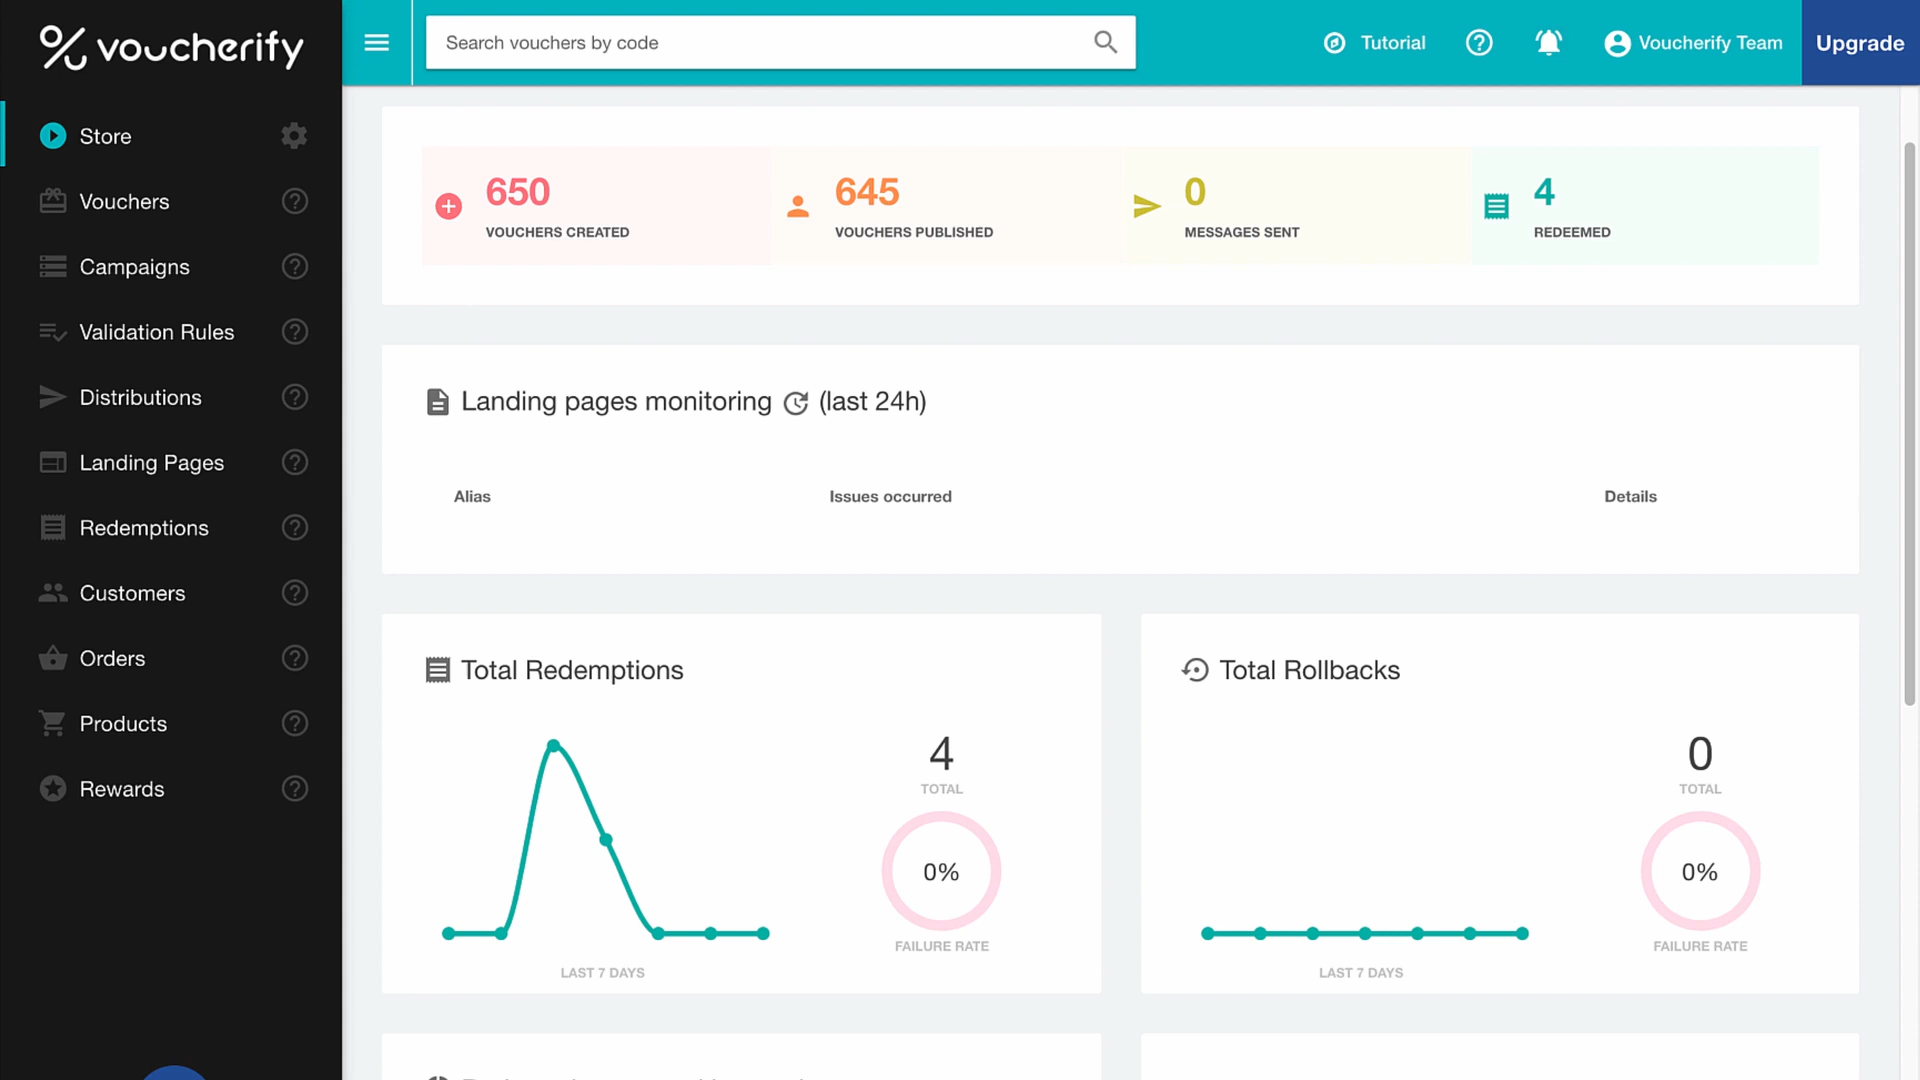 voucherify
Search vouchers by code
Tutorial
Voucherify Team
Upgrade
Store
Vouchers
Campaigns
Validation Rules
Distributions
Landing Pages
Redemptions
Customers
Orders
Products
Rewards
650
VOUCHERS CREATED
645
VOUCHERS PUBLISHED
0
MESSAGES SENT
4
REDEEMED
Landing pages monitoring (last 24h)
Alias Issues occurred Details
Total Redemptions
4
TOTAL
0%
FAILURE RATE
LAST 7 DAYS
Total Rollbacks
0
TOTAL
0%
FAILURE RATE
LAST 7 DAYS